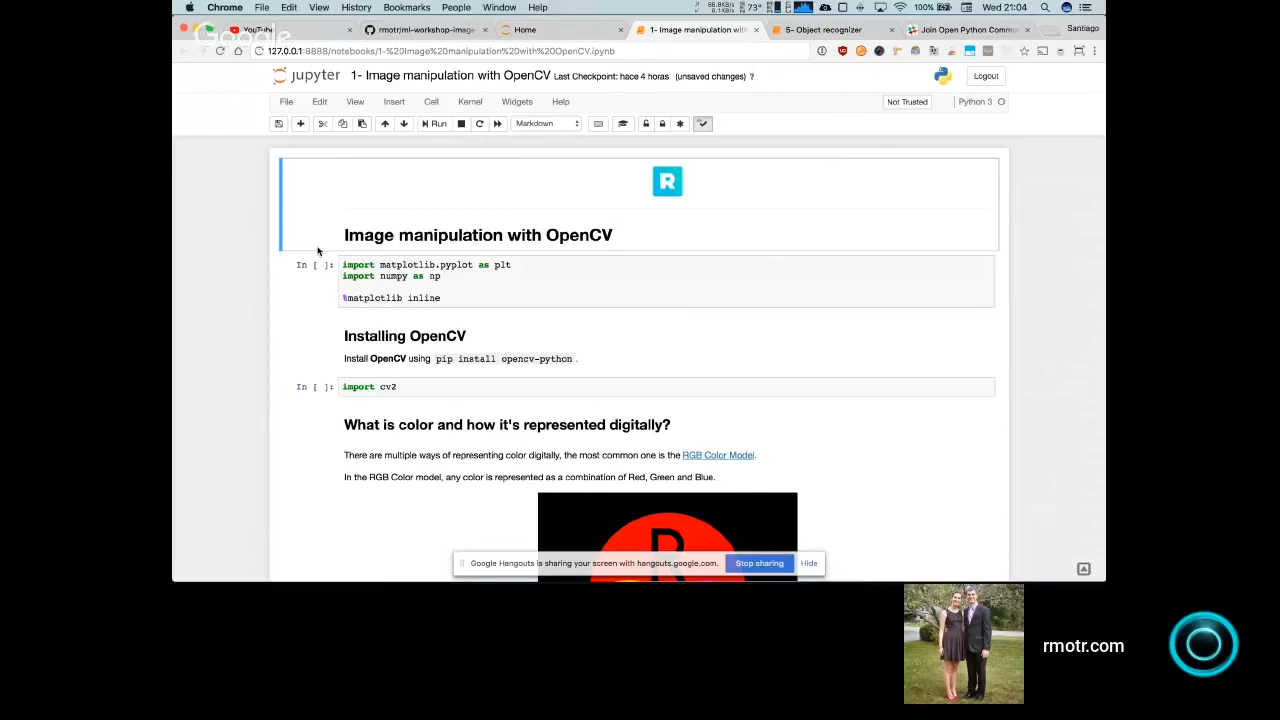 Chrome File Edit View History Bookmarks People Window Help 66.8KB/s 73° 100% Wed 21:04
YouTube rmotr/ml-workshop-image- Home 1- Image manipulation with 5- Object recognizer Join Open Python Commu Santiago
Google
127.0.0.1:8888/notebooks/1-%20Image%20manipulation%20with%20OpenCV.ipynb
jupyter 1- Image manipulation with OpenCV Last Checkpoint: hace 4 horas (unsaved changes) ? Logout
File Edit View Insert Cell Kernel Widgets Help Not Trusted Python 3
Run Markdown
R
Image manipulation with OpenCV
In [ ]: import matplotlib.pyplot as plt
import numpy as np
%matplotlib inline
Installing OpenCV
Install OpenCV using pip install opencv-python .
In [ ]: import cv2
What is color and how it's represented digitally?
There are multiple ways of representing color digitally, the most common one is the RGB Color Model.
In the RGB Color model, any color is represented as a combination of Red, Green and Blue.
R
Google Hangouts is sharing your screen with hangouts.google.com. Stop sharing Hide
rmotr.com